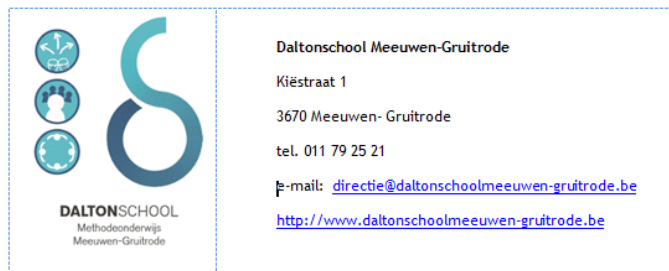 DALTONSCHOOL
Methodeonderwijs
Meeuwen-Gruitrode
Daltonschool Meeuwen-Gruitrode
Kiëstraat 1
3670 Meeuwen- Gruitrode
tel. 011 79 25 21
e-mail: directie@daltonschoolmeeuwen-gruitrode.be
http://www.daltonschoolmeeuwen-gruitrode.be